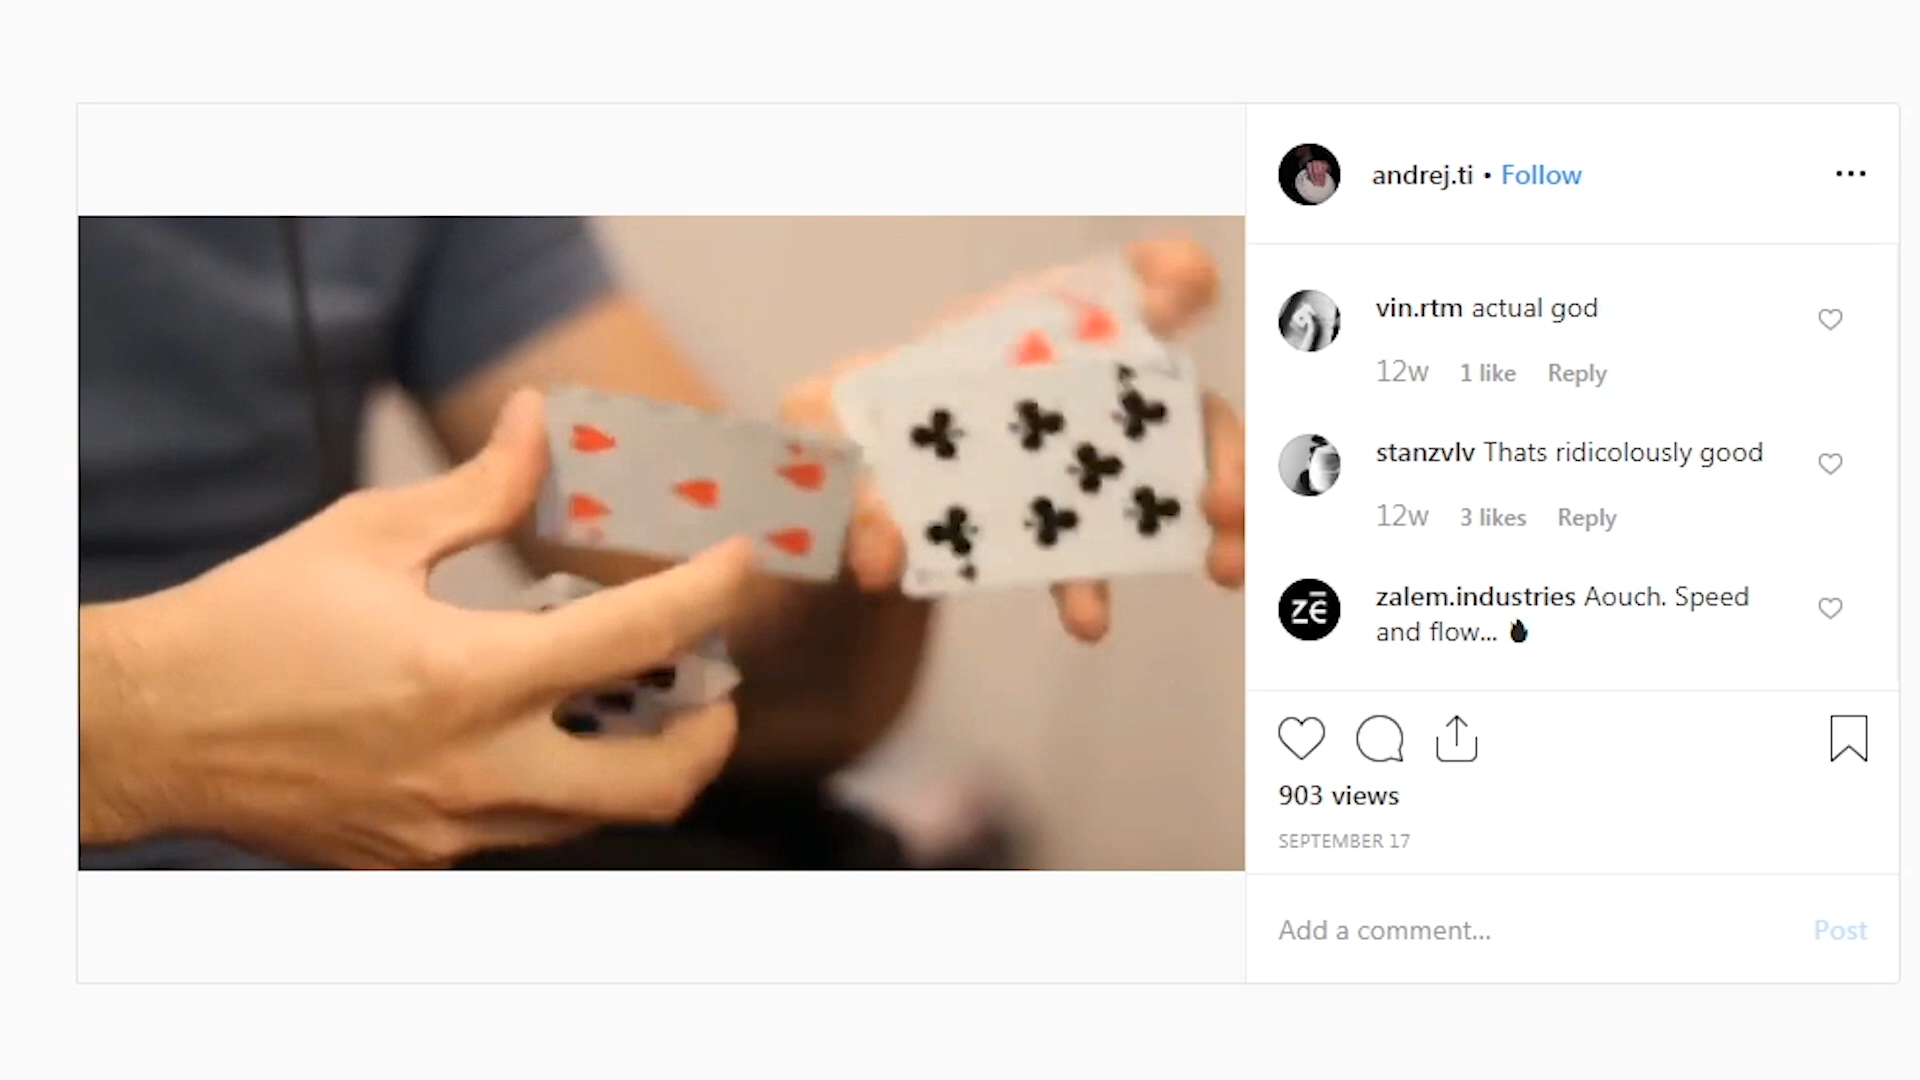 andrej.ti • Follow
vin.rtm actual god
12w 1 like Reply
stanzvlv Thats ridicolously good
12w 3 likes Reply
zē
zalem.industries Aouch. Speed
and flow...
903 views
SEPTEMBER 17
Add a comment... Post